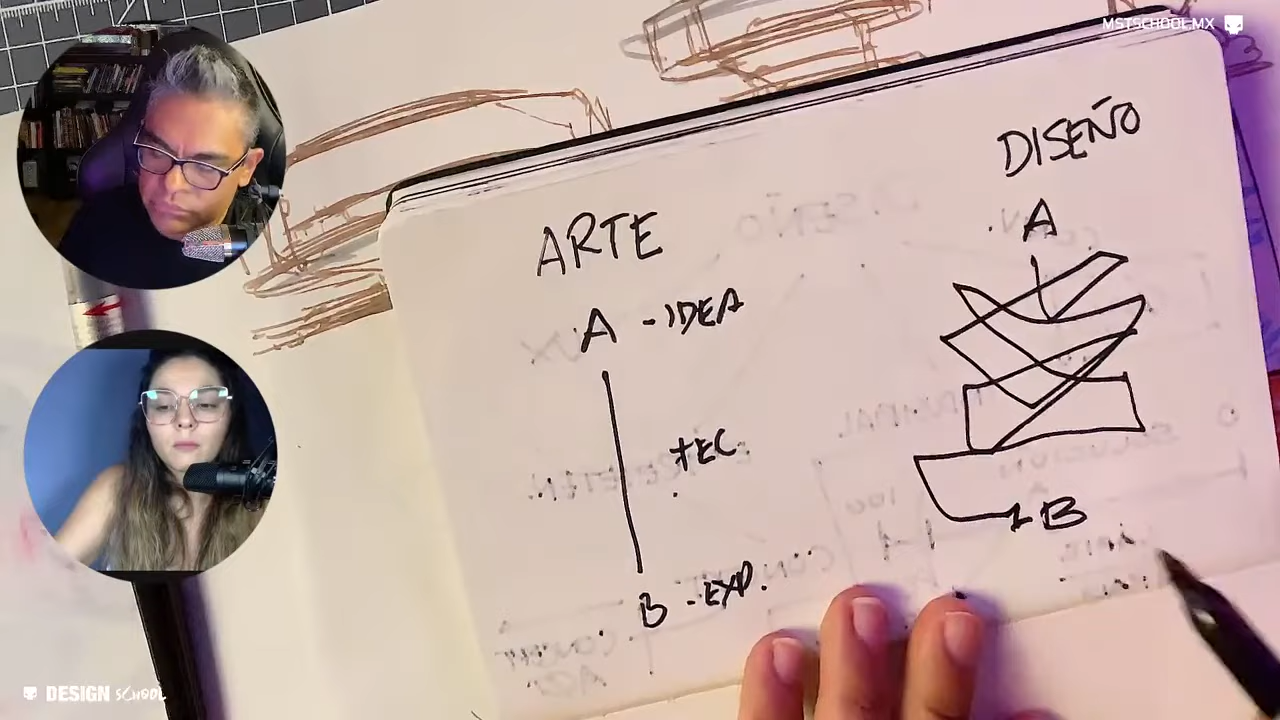 MSTSCHOOL.MX
DISEÑO
A
B
ARTE
A - IDEA
TEC.
B - EXP.
DESIGN SCHOOL